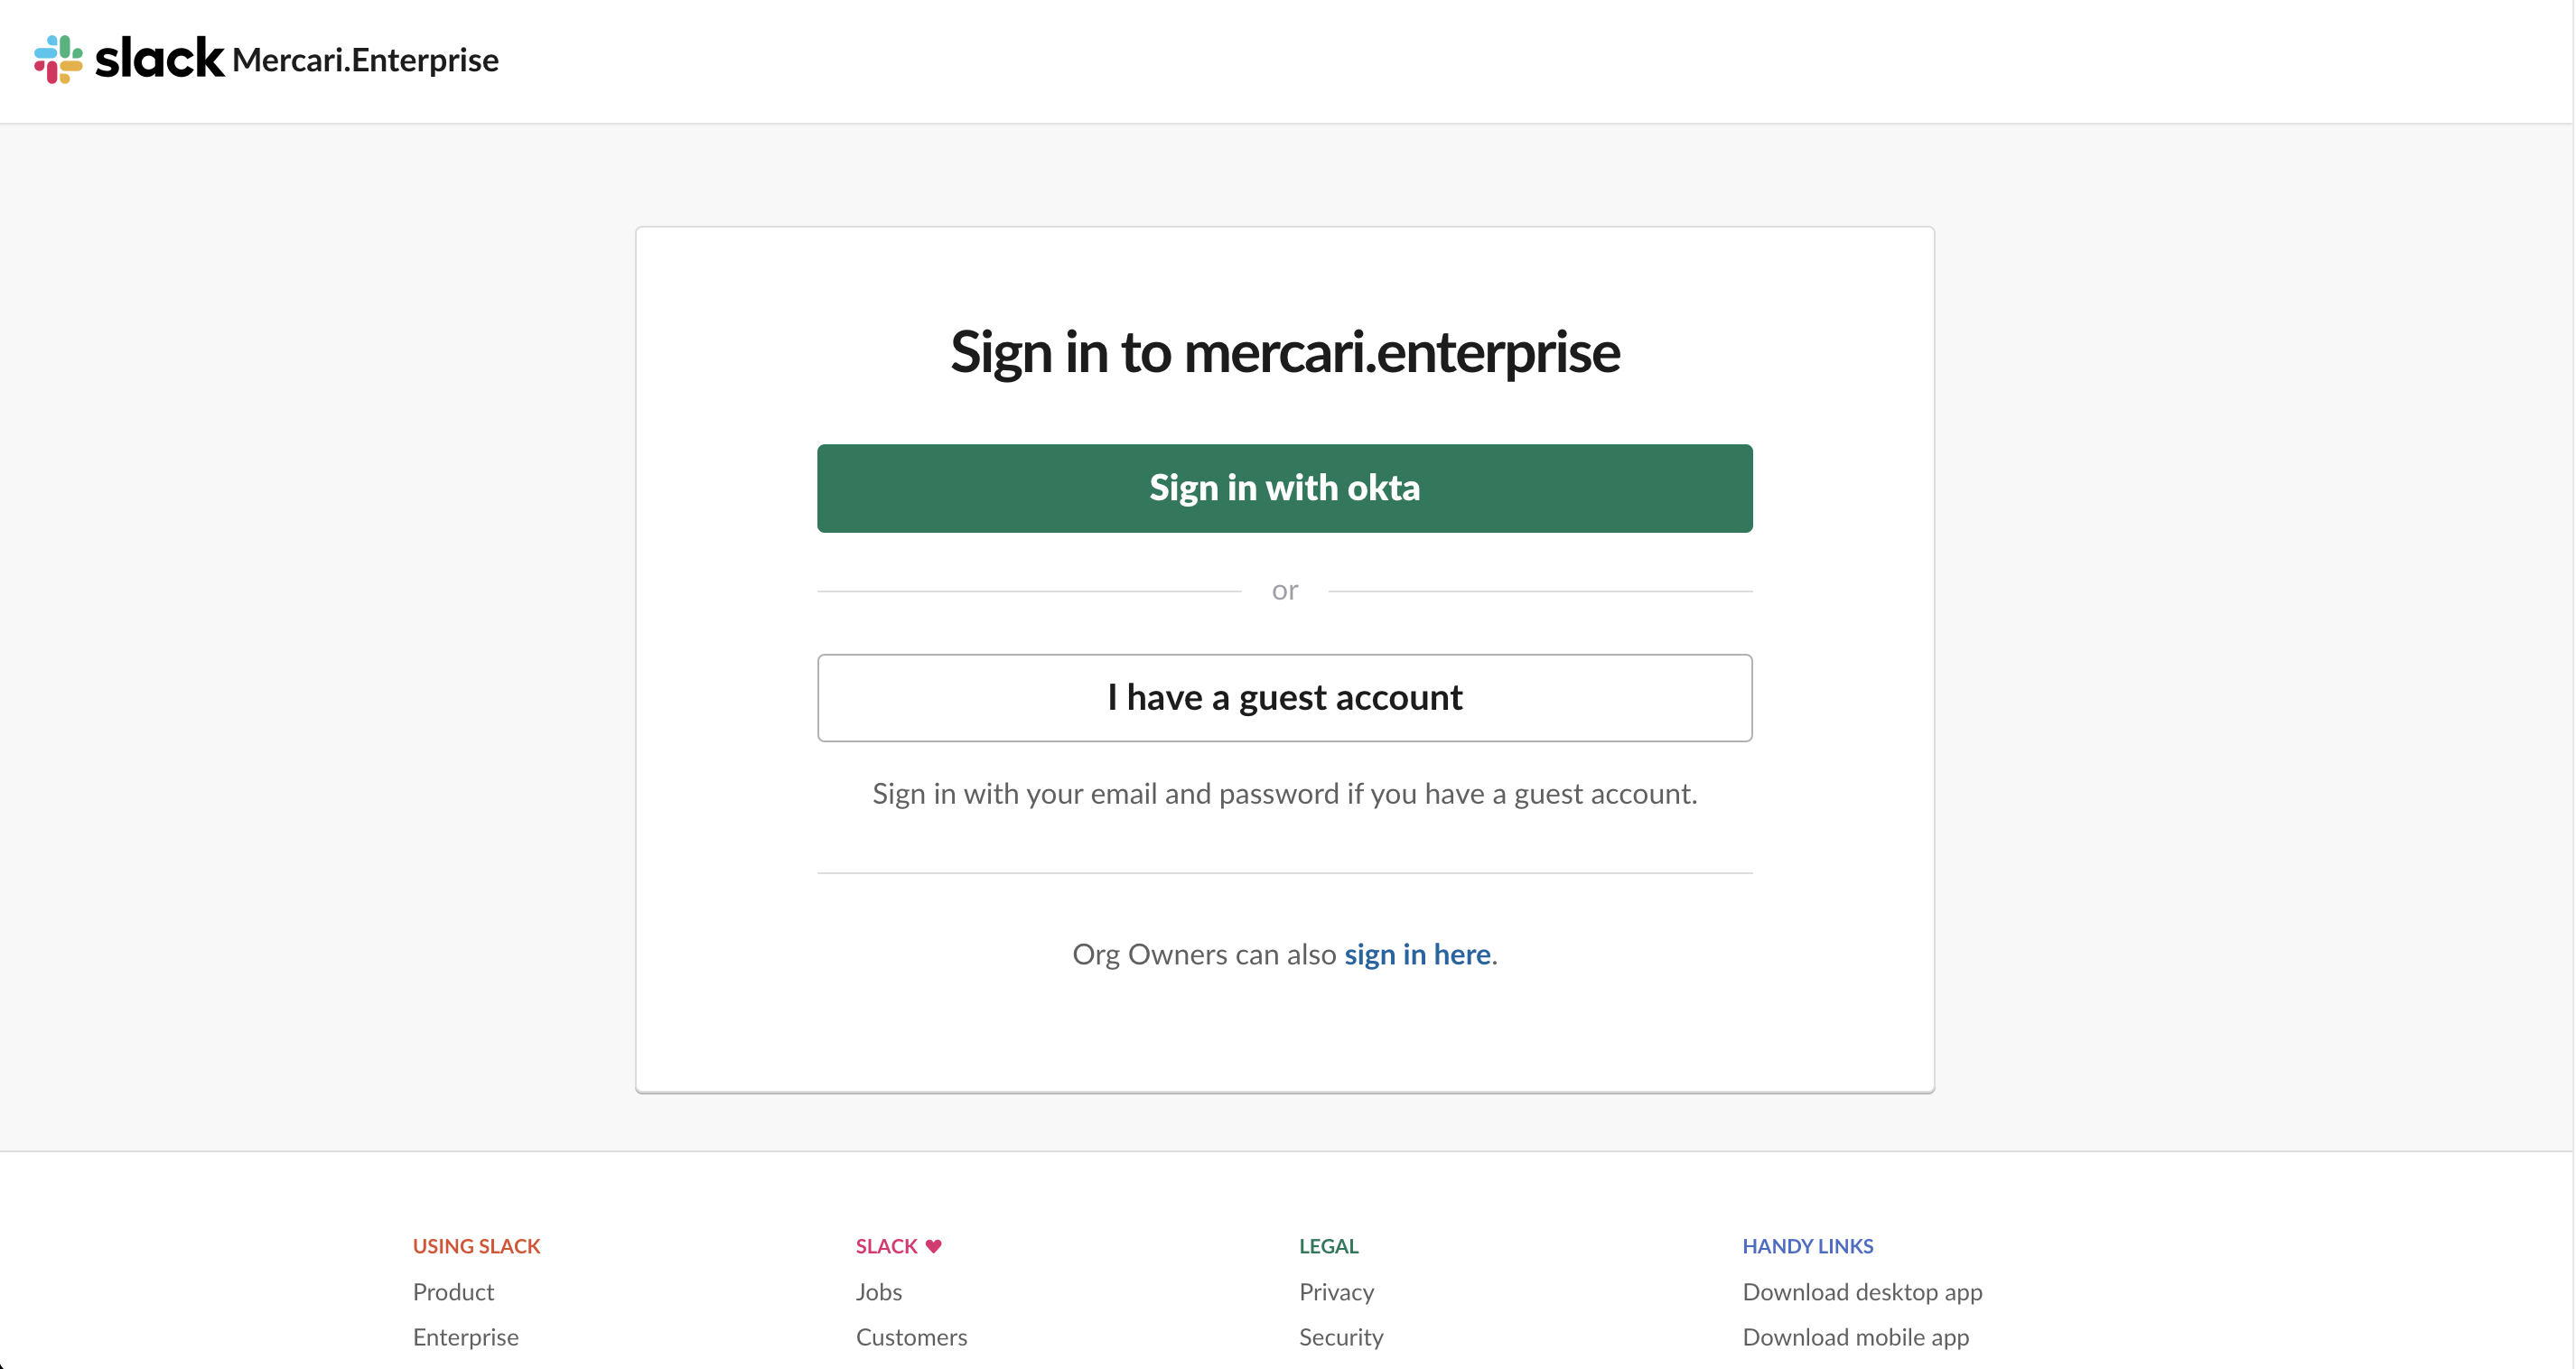 slack Mercari.Enterprise
Sign in to mercari.enterprise
Sign in with okta
or
I have a guest account
Sign in with your email and password if you have a guest account.
Org Owners can also sign in here.
USING SLACK
Product
Enterprise
SLACK ♥
Jobs
Customers
LEGAL
Privacy
Security
HANDY LINKS
Download desktop app
Download mobile app